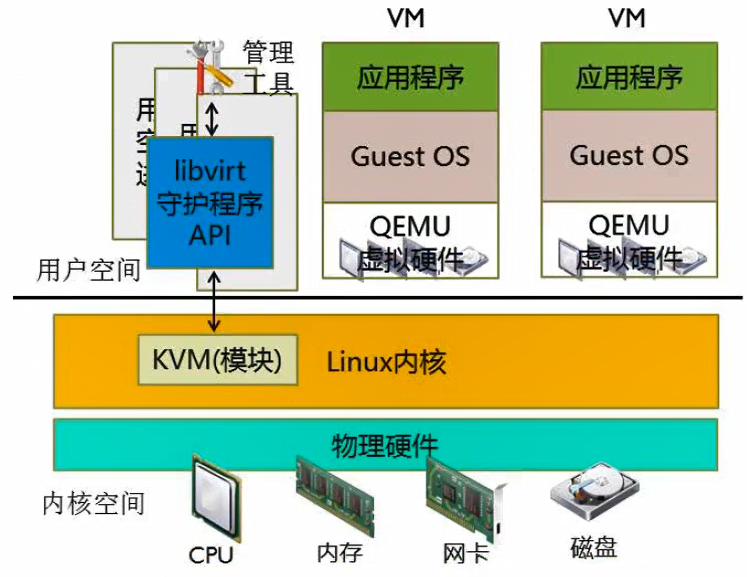 VM
VM
管理
工具
应用程序
应用程序
用
空
进
用
libvirt
守护程序
API
Guest OS
Guest OS
QEMU
虚拟硬件
QEMU
虚拟硬件
用户空间
KVM(模块)
Linux内核
物理硬件
内核空间
CPU
内存
网卡
磁盘